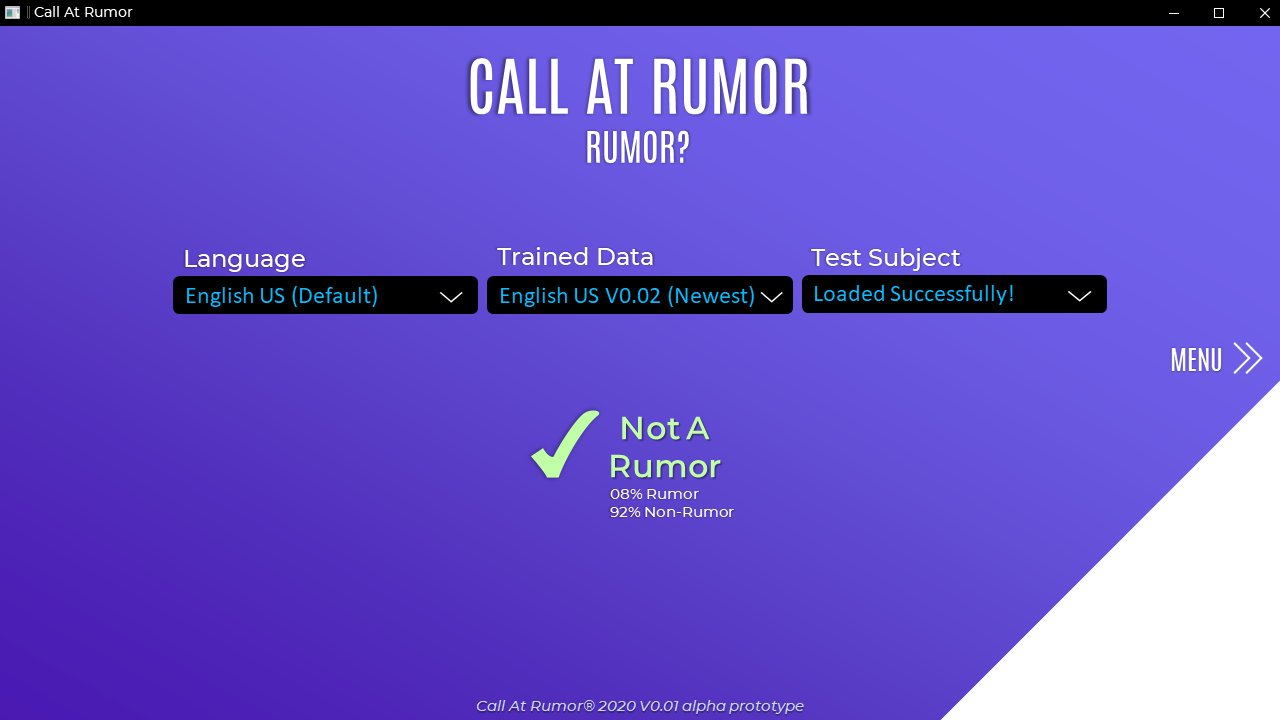 Call At Rumor
CALL AT RUMOR
RUMOR?
Language
Trained Data
Test Subject
English US (Default)
English US V0.02 (Newest)
Loaded Successfully!
MENU
Not A
Rumor
08% Rumor
92% Non-Rumor
Call At Rumor® 2020 V0.01 alpha prototype